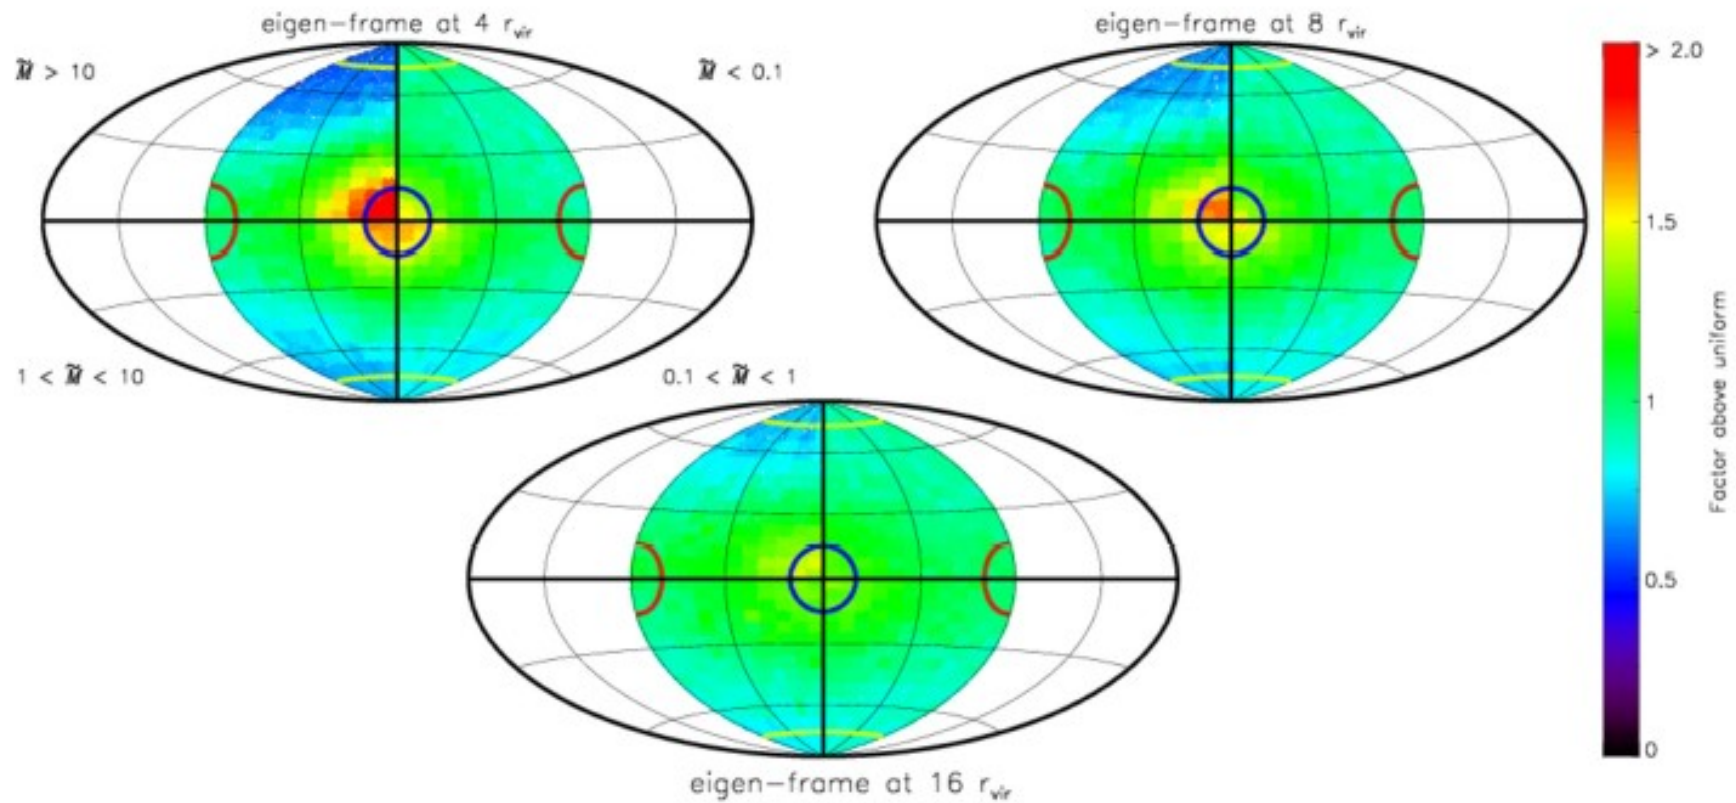 eigen-frame at 4 r_vir
eigen-frame at 8 r_vir
M̃ > 10
M̃ < 0.1
> 2.0
1.5
1
0.5
0
Factor above uniform
1 < M̃ < 10
0.1 < M̃ < 1
eigen-frame at 16 r_vir